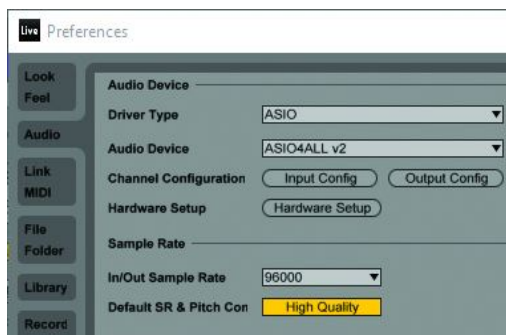 Live Preferences
Look
Feel
Audio
Link
MIDI
File
Folder
Library
Record
Audio Device
Driver Type ASIO
Audio Device ASIO4ALL v2
Channel Configuration Input Config Output Config
Hardware Setup Hardware Setup
Sample Rate
In/Out Sample Rate 96000
Default SR & Pitch Con High Quality